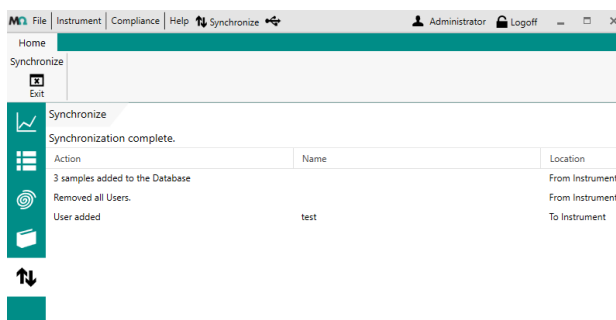 File Instrument Compliance Help Synchronize Administrator Logoff
Home
Synchronize
Exit
Synchronize
Synchronization complete.
Action Name Location
3 samples added to the Database From Instrument
Removed all Users. From Instrument
User added test To Instrument